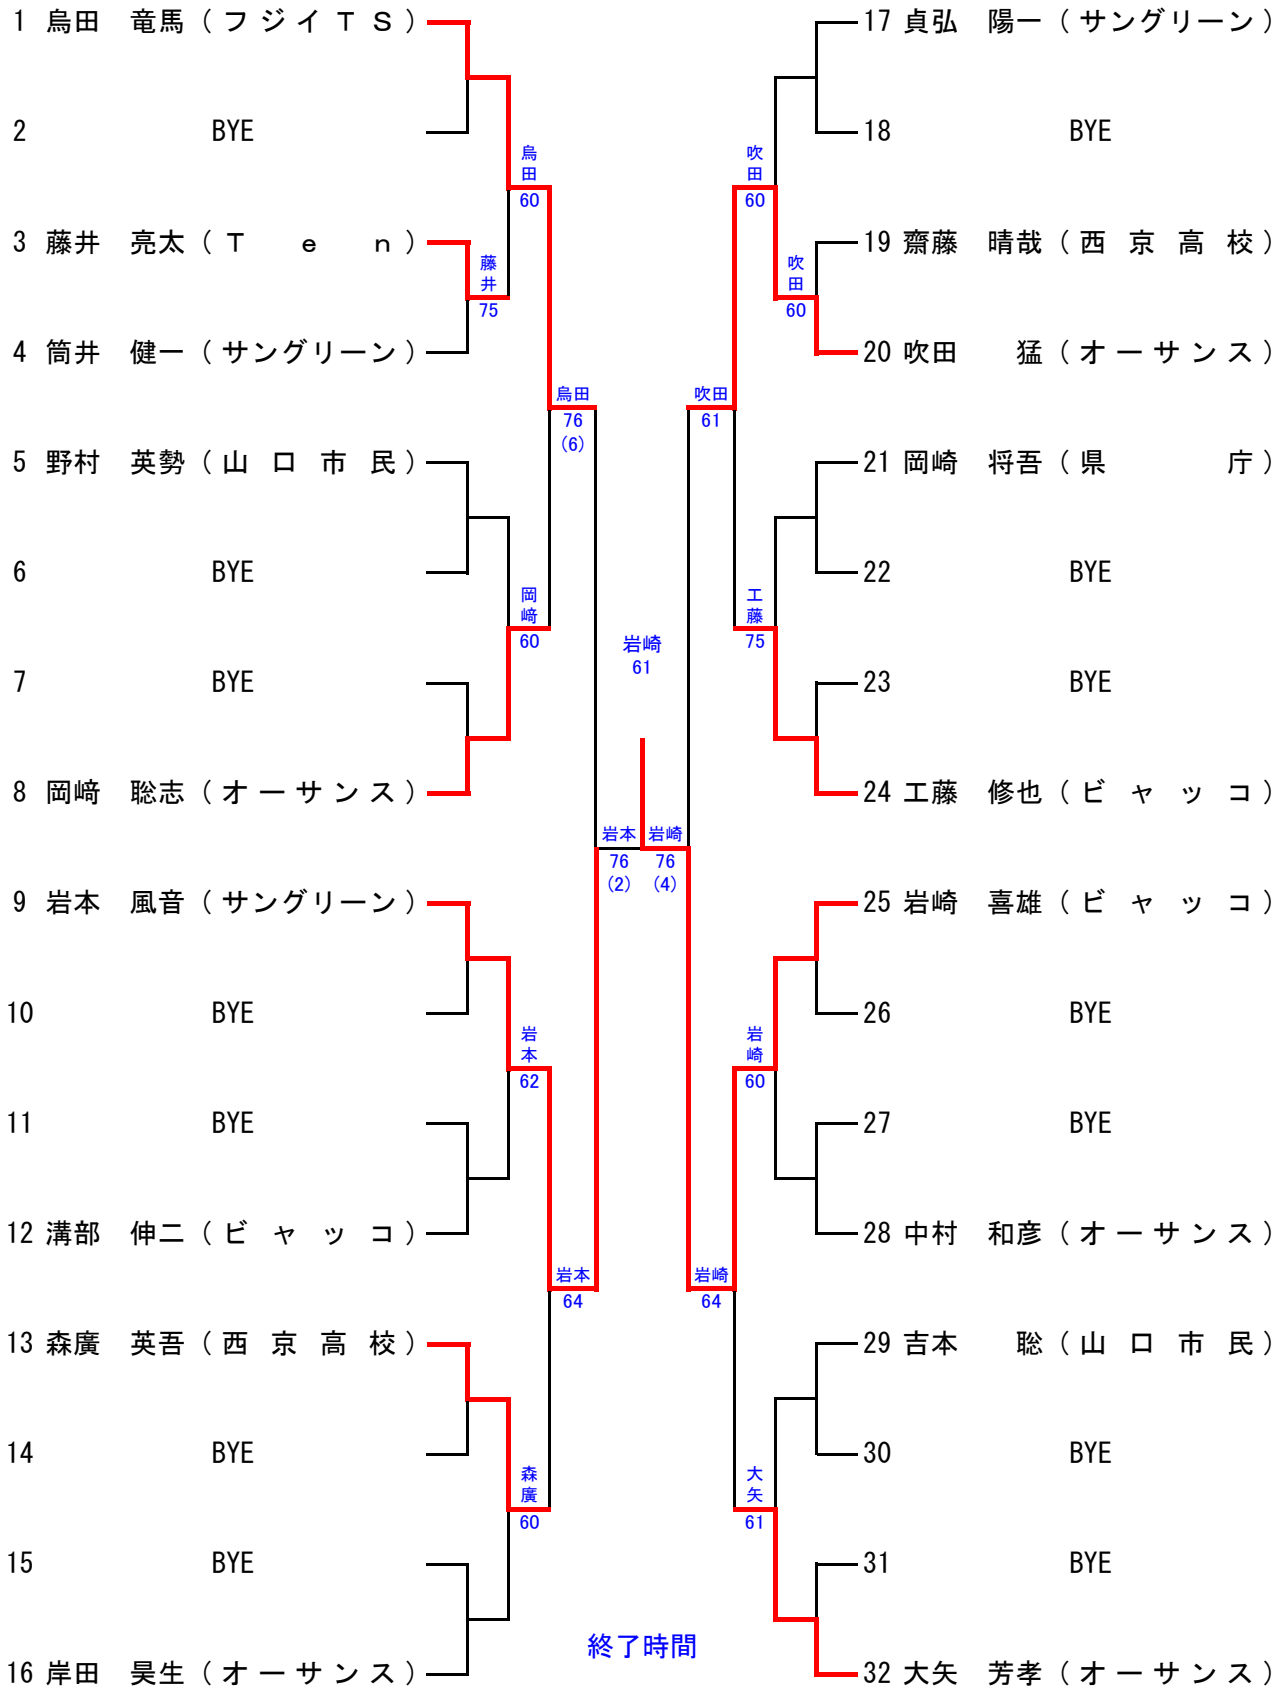 1 烏田 竜馬 ( フジイTS )
2 BYE
3 藤井 亮太 ( T e n )
4 筒井 健一 ( サングリーン )
5 野村 英勢 ( 山口市民 )
6 BYE
7 BYE
8 岡﨑 聡志 ( オーサンス )
9 岩本 風音 ( サングリーン )
10 BYE
11 BYE
12 溝部 伸二 ( ビャッコ )
13 森廣 英吾 ( 西京高校 )
14 BYE
15 BYE
16 岸田 昊生 ( オーサンス )
藤井
75
烏田
60
岡﨑
60
岩本
62
森廣
60
烏田
76
(6)
岩本
64
岩本
76
(2)
岩崎
61
岩崎
76
(4)
吹田
61
岩崎
64
吹田
60
工藤
75
岩崎
60
大矢
61
吹田
60
17 貞弘 陽一 ( サングリーン )
18 BYE
19 齋藤 晴哉 ( 西京高校 )
20 吹田 猛 ( オーサンス )
21 岡崎 将吾 ( 県庁 )
22 BYE
23 BYE
24 工藤 修也 ( ビャッコ )
25 岩崎 喜雄 ( ビャッコ )
26 BYE
27 BYE
28 中村 和彦 ( オーサンス )
29 吉本 聡 ( 山口市民 )
30 BYE
31 BYE
32 大矢 芳孝 ( オーサンス )
終了時間